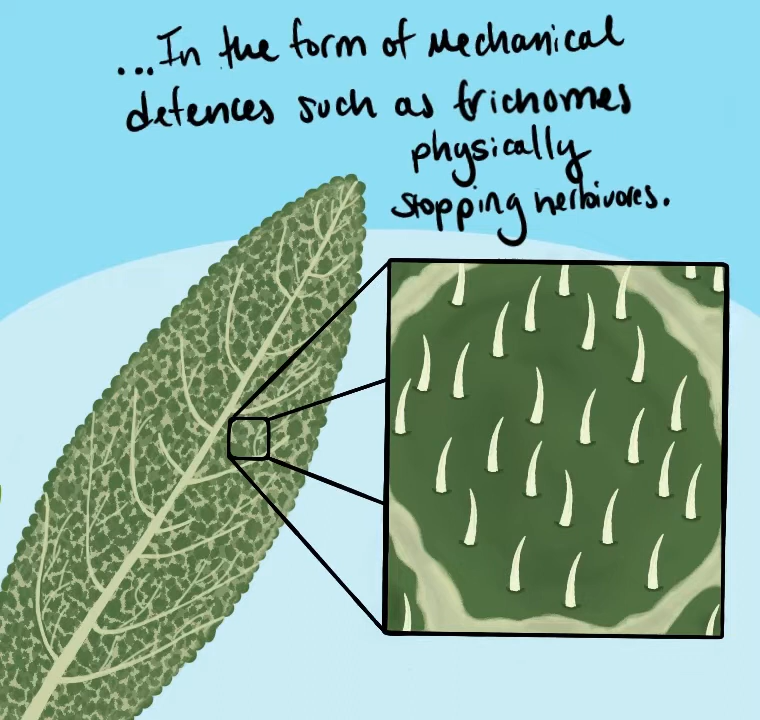 ...In the form of Mechanical
defences such as trichomes
physically
stopping herbivores.